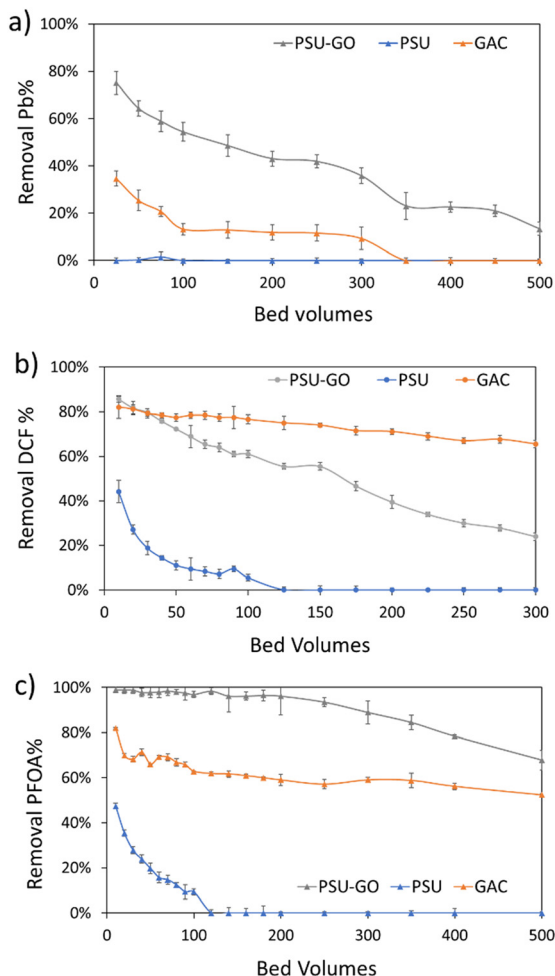 a)
100%
80%
60%
40%
20%
0%
Removal Pb%
PSU-GO PSU GAC
0 100 200 300 400 500
Bed volumes
b)
100%
80%
60%
40%
20%
0%
Removal DCF %
PSU-GO PSU GAC
0 50 100 150 200 250 300
Bed Volumes
c)
100%
80%
60%
40%
20%
0%
Removal PFOA%
PSU-GO PSU GAC
0 100 200 300 400 500
Bed Volumes